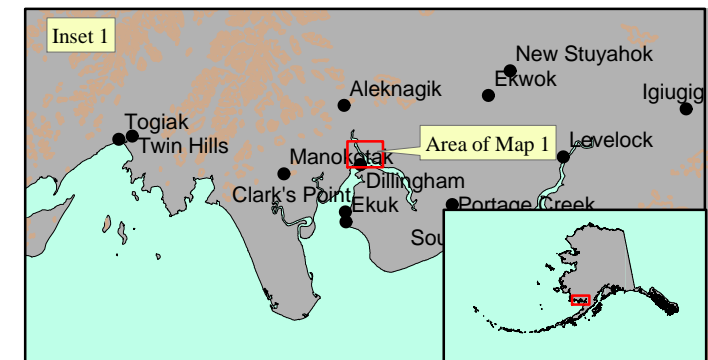 Inset 1
New Stuyahok
Ekwok
Aleknagik
Igiugig
Togiak
Twin Hills
Area of Map 1
Levelock
Manokotak
Dillingham
Clark's Point
Ekuk
Portage Creek
Sou